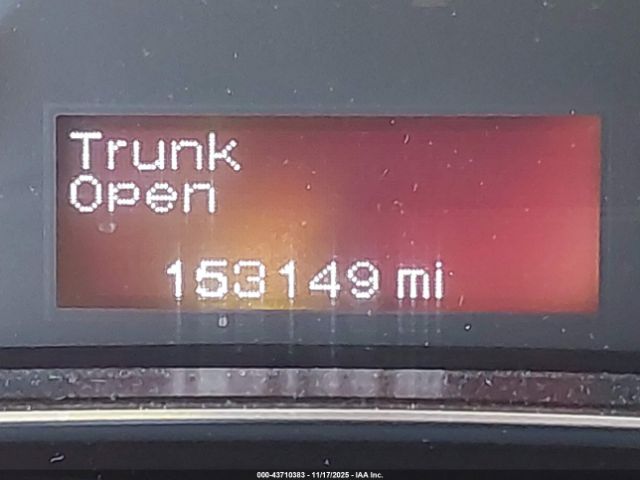 Trunk
Open
153149 mi
000-43710383 - 11/17/2025 - IAA Inc.